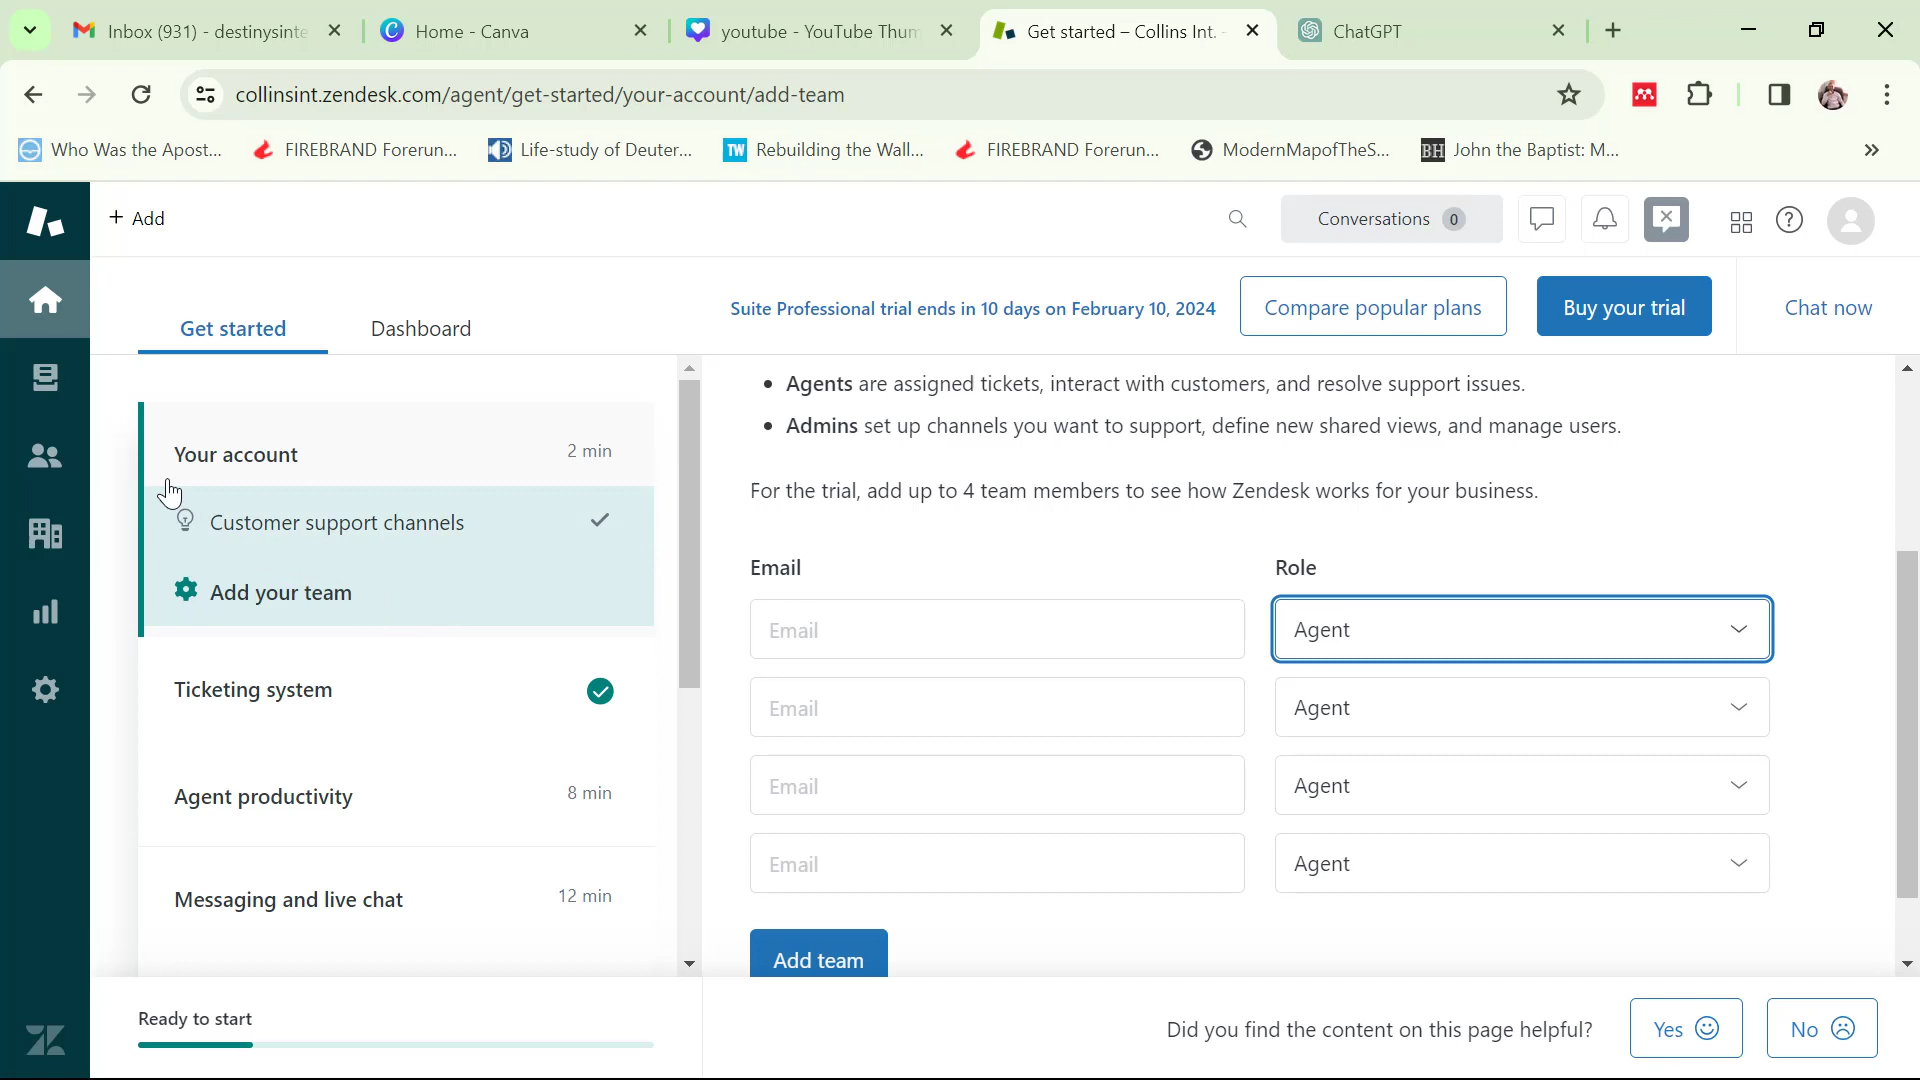 Inbox (931) - destinysinte
Home - Canva
youtube - YouTube Thum
Get started – Collins Int. -
ChatGPT
collinsint.zendesk.com/agent/get-started/your-account/add-team
Who Was the Apost...
FIREBRAND Forerun...
Life-study of Deuter...
TW
Rebuilding the Wall...
FIREBRAND Forerun...
ModernMapofTheS...
BH
John the Baptist: M...
+ Add
Conversations 0
Get started
Dashboard
Suite Professional trial ends in 10 days on February 10, 2024
Compare popular plans
Buy your trial
Chat now
Your account
2 min
Customer support channels
Add your team
Ticketing system
Agent productivity
8 min
Messaging and live chat
12 min
Ready to start
• Agents are assigned tickets, interact with customers, and resolve support issues.
• Admins set up channels you want to support, define new shared views, and manage users.
For the trial, add up to 4 team members to see how Zendesk works for your business.
Email
Role
Email
Agent
Email
Agent
Email
Agent
Email
Agent
Add team
Did you find the content on this page helpful?
Yes
No